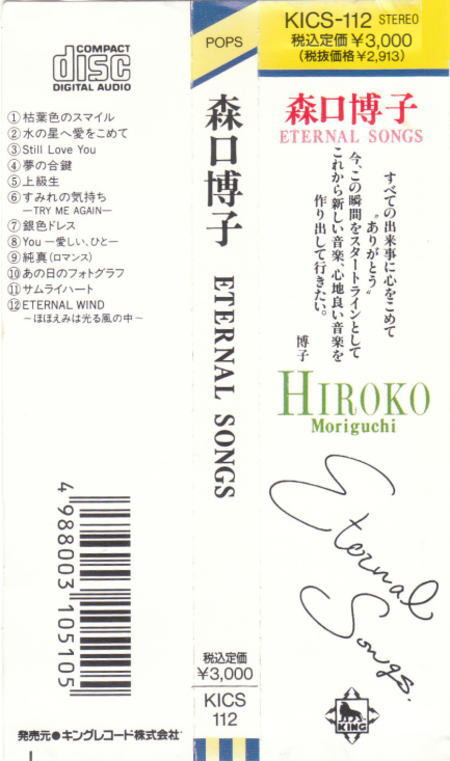 COMPACT
disc
DIGITAL AUDIO
①枯葉色のスマイル
②水の星へ愛をこめて
③Still Love You
④夢の合鍵
⑤上級生
⑥すみれの気持ち
—TRY ME AGAIN—
⑦銀色ドレス
⑧You —愛しい、ひと—
⑨純真(ロマンス)
⑩あの日のフォトグラフ
⑪サムライハート
⑫ETERNAL WIND
〜ほほえみは光る風の中〜
4 988003 105105
発売元●キングレコード株式会社
POPS
森口博子 ETERNAL SONGS
税込定価
¥3,000
KICS
112
KICS-112 STEREO
税込定価¥3,000
(税抜価格¥2,913)
森口博子
ETERNAL SONGS
すべての出来事に心をこめて
“ありがとう”
今、この瞬間をスタートラインとして
これから新しい音楽、心地良い音楽を
作り出して行きたい。
博子
HIROKO
Moriguchi
Eternal
Songs.
KING